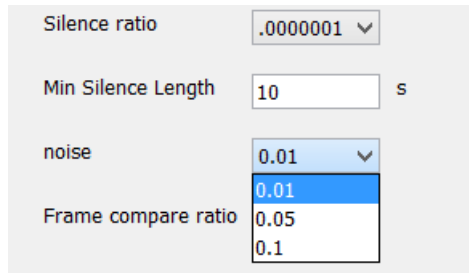 Silence ratio .0000001
Min Silence Length 10 s
noise 0.01
0.01
Frame compare ratio 0.05
0.1